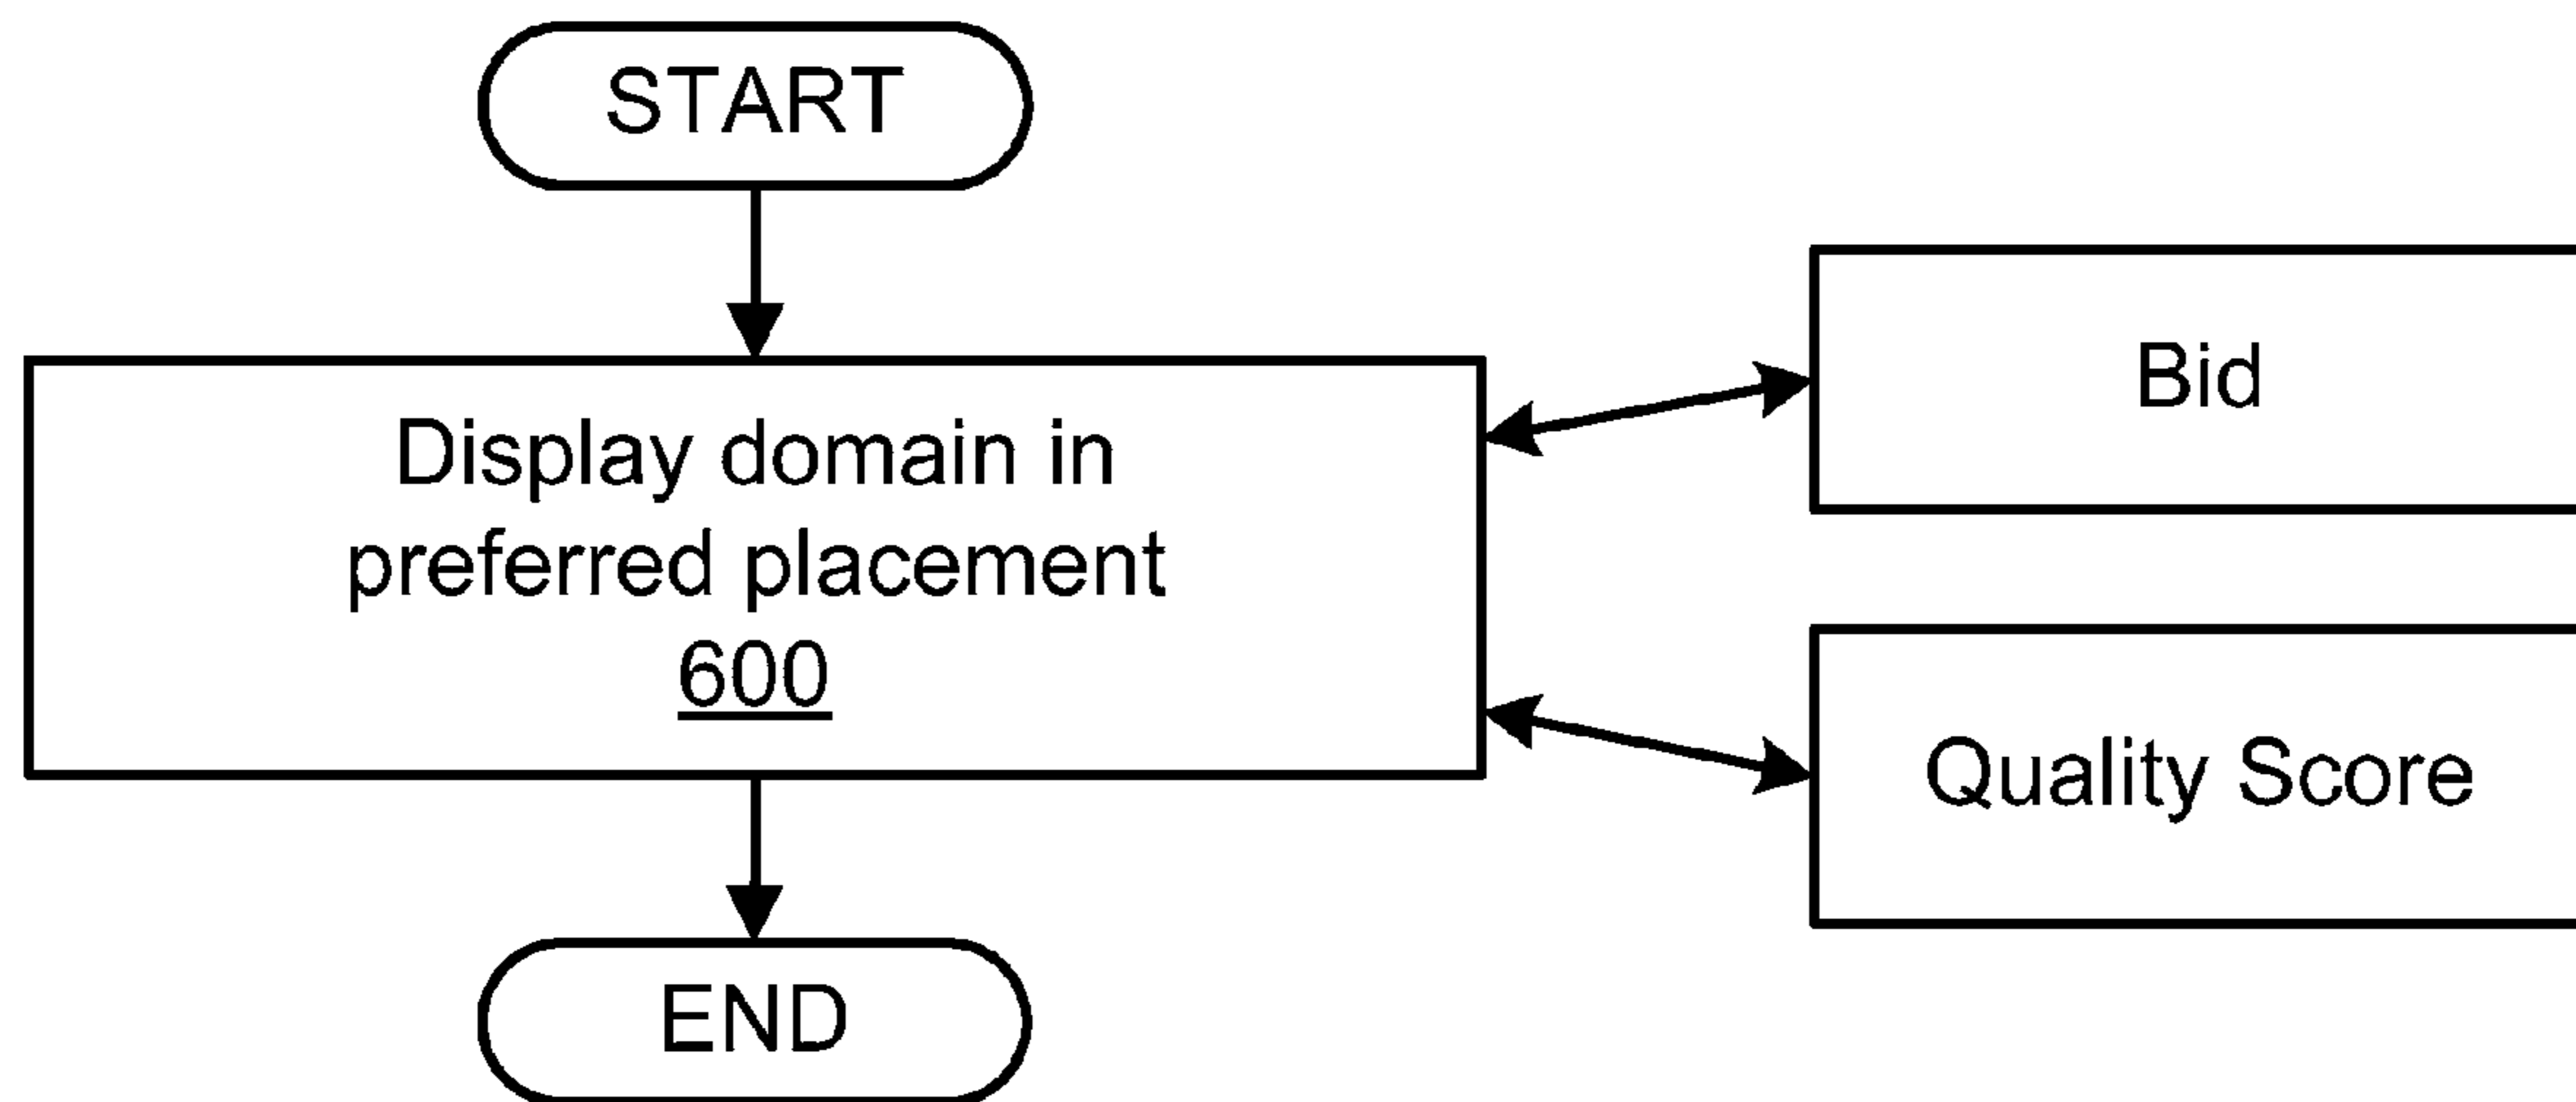 START
Display domain in
preferred placement
600
Bid
Quality Score
END